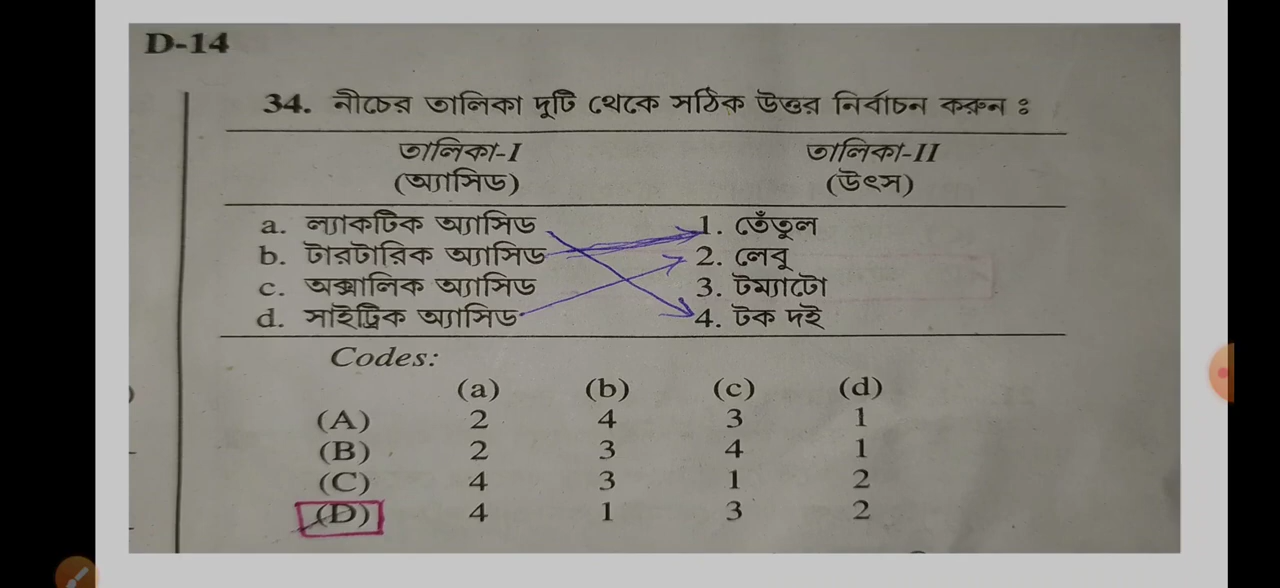 D-14
34. নীচের তালিকা দুটি থেকে সঠিক উত্তর নির্বাচন করুন ঃ
তালিকা-I তালিকা-II
(অ্যাসিড) (উৎস)
a. ল্যাকটিক অ্যাসিড 1. তেঁতুল
b. টারটারিক অ্যাসিড 2. লেবু
c. অক্সালিক অ্যাসিড 3. টম্যাটো
d. সাইট্রিক অ্যাসিড 4. টক দই
Codes:
(a) (b) (c) (d)
(A) 2 4 3 1
(B) 2 3 4 1
(C) 4 3 1 2
(D) 4 1 3 2